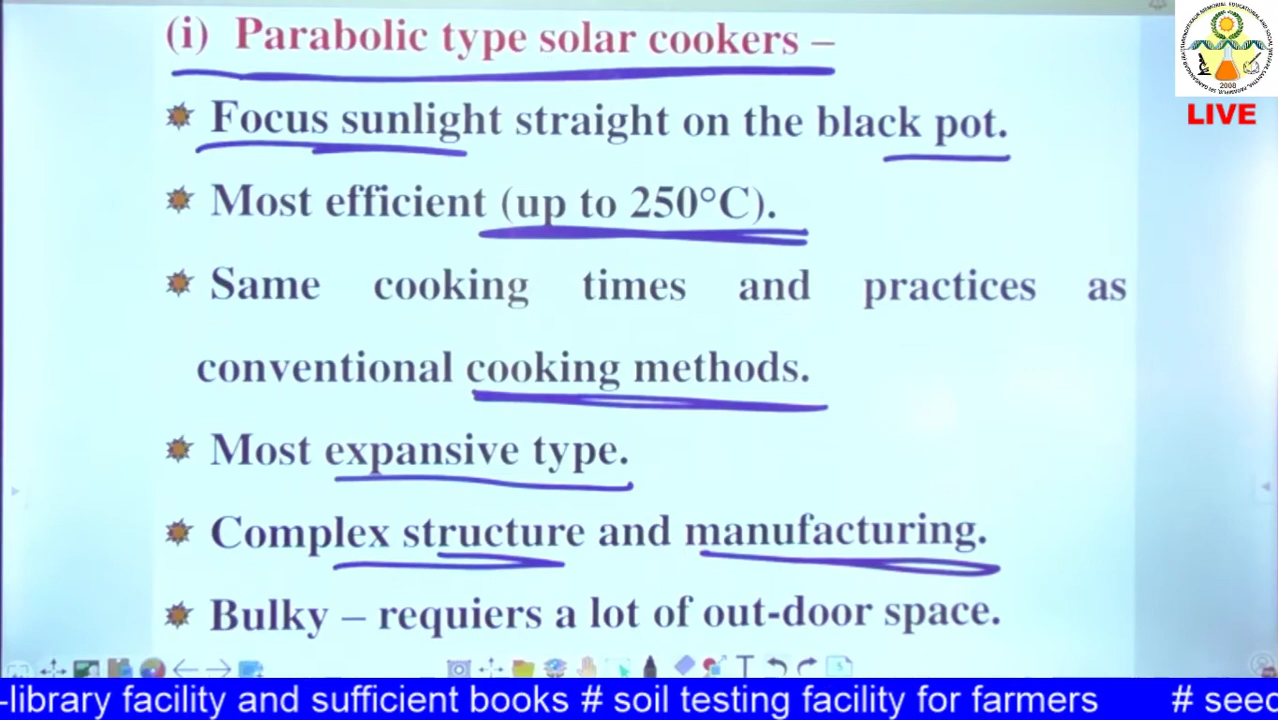 (i) Parabolic type solar cookers –
Focus sunlight straight on the black pot.
Most efficient (up to 250°C).
Same cooking times and practices as
conventional cooking methods.
Most expansive type.
Complex structure and manufacturing.
Bulky – requiers a lot of out-door space.
2008
LIVE
-library facility and sufficient books # soil testing facility for farmers # seed